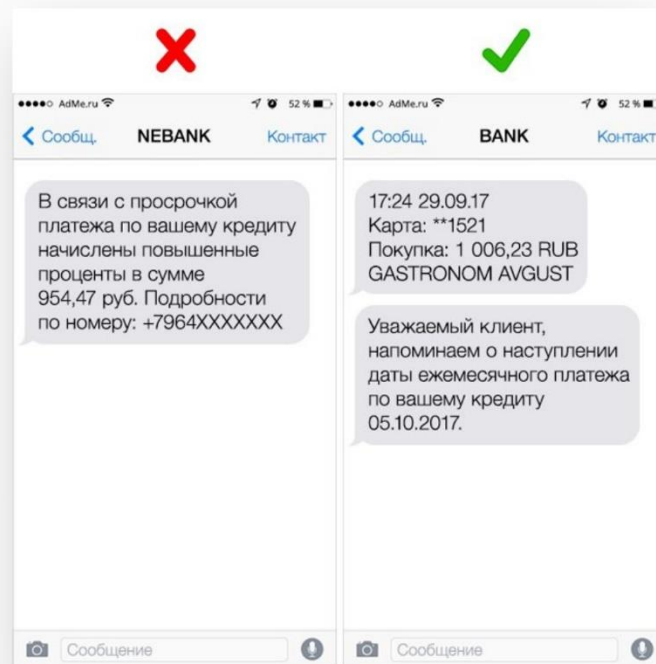 AdMe.ru
52 %
Сообщ.
NEBANK
Контакт
В связи с просрочкой
платежа по вашему кредиту
начислены повышенные
проценты в сумме
954,47 руб. Подробности
по номеру: +7964XXXXXXX
Сообщение
AdMe.ru
52 %
Сообщ.
BANK
Контакт
17:24 29.09.17
Карта: **1521
Покупка: 1 006,23 RUB
GASTRONOM AVGUST
Уважаемый клиент,
напоминаем о наступлении
даты ежемесячного платежа
по вашему кредиту
05.10.2017.
Сообщение